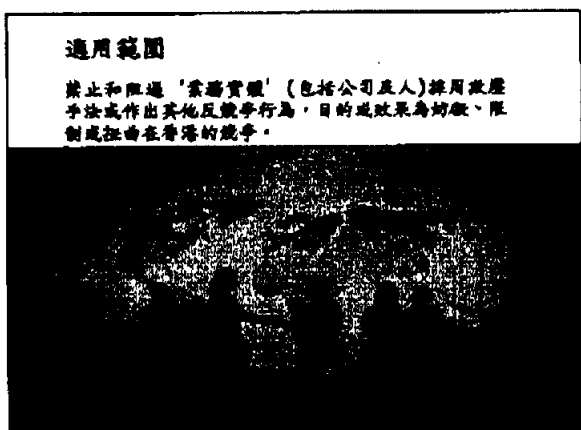 適用範圍
禁止和阻遏‘業務實體’(包括公司及人)採用欺壓
手法或作出其他反競爭行為,目的或效果為妨礙、限
制或扭曲在香港的競爭。